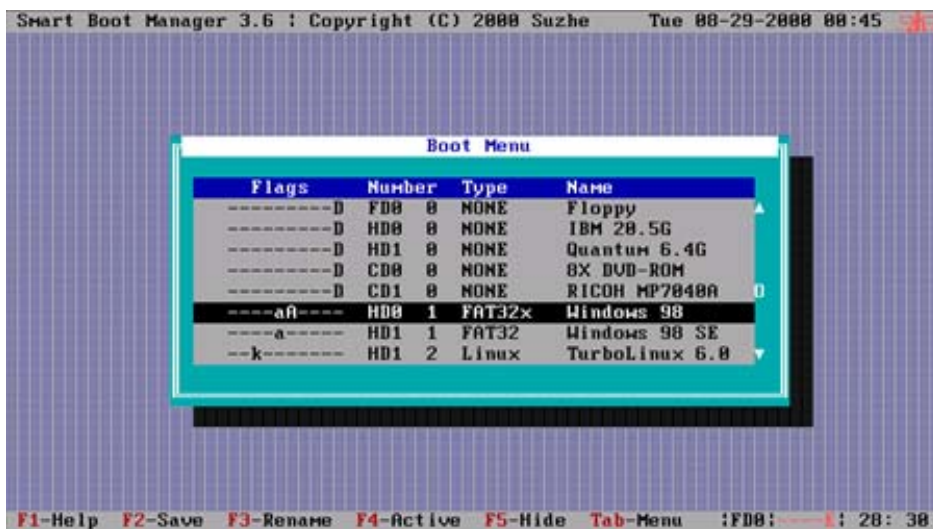 Smart Boot Manager 3.6 ¦ Copyright (C) 2000 Suzhe Tue 08-29-2000 00:45
Boot Menu
Flags Number Type Name
---------D FD0 0 NONE Floppy
---------D HD0 0 NONE IBM 20.5G
---------D HD1 0 NONE Quantum 6.4G
---------D CD0 0 NONE 8X DVD-ROM
---------D CD1 0 NONE RICOH MP7040A
----aA---- HD0 1 FAT32x Windows 98
----a----- HD1 1 FAT32 Windows 98 SE
--k------- HD1 2 Linux TurboLinux 6.0
F1-Help F2-Save F3-Rename F4-Active F5-Hide Tab-Menu ¦FD0¦ ¦ 28: 30